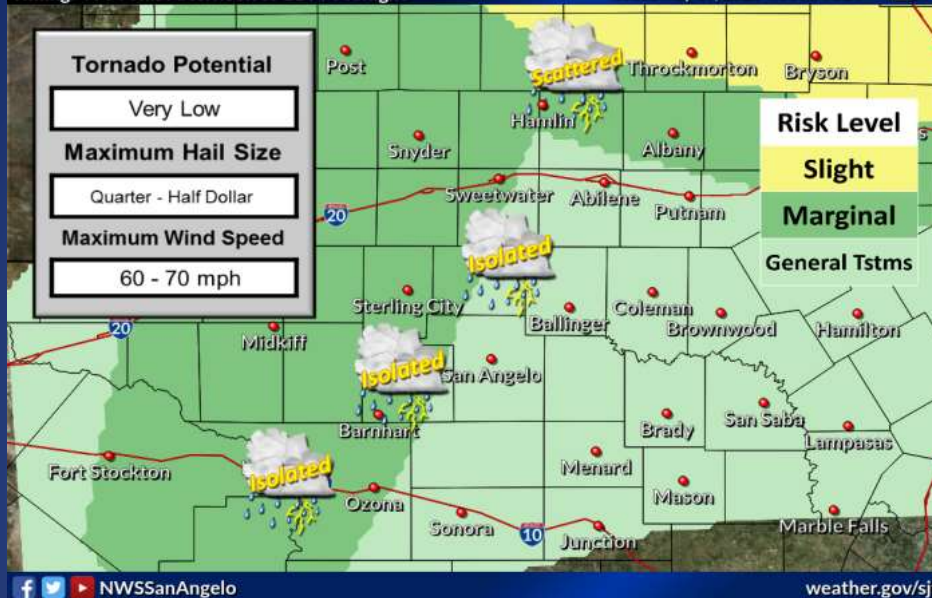 Tornado Potential
Very Low
Maximum Hail Size
Quarter - Half Dollar
Maximum Wind Speed
60 - 70 mph
Risk Level
Slight
Marginal
General Tstms
Post
Scattered
Throckmorton
Bryson
Hamlin
Snyder
Albany
Sweetwater
Abilene
Putnam
20
Isolated
Sterling City
Ballinger
Coleman
Brownwood
Hamilton
20
Midkiff
Isolated
San Angelo
Barnhart
Brady
San Saba
Lampasas
Fort Stockton
Isolated
Ozona
Menard
Mason
Sonora
10
Junction
Marble Falls
NWSSanAngelo
weather.gov/sj